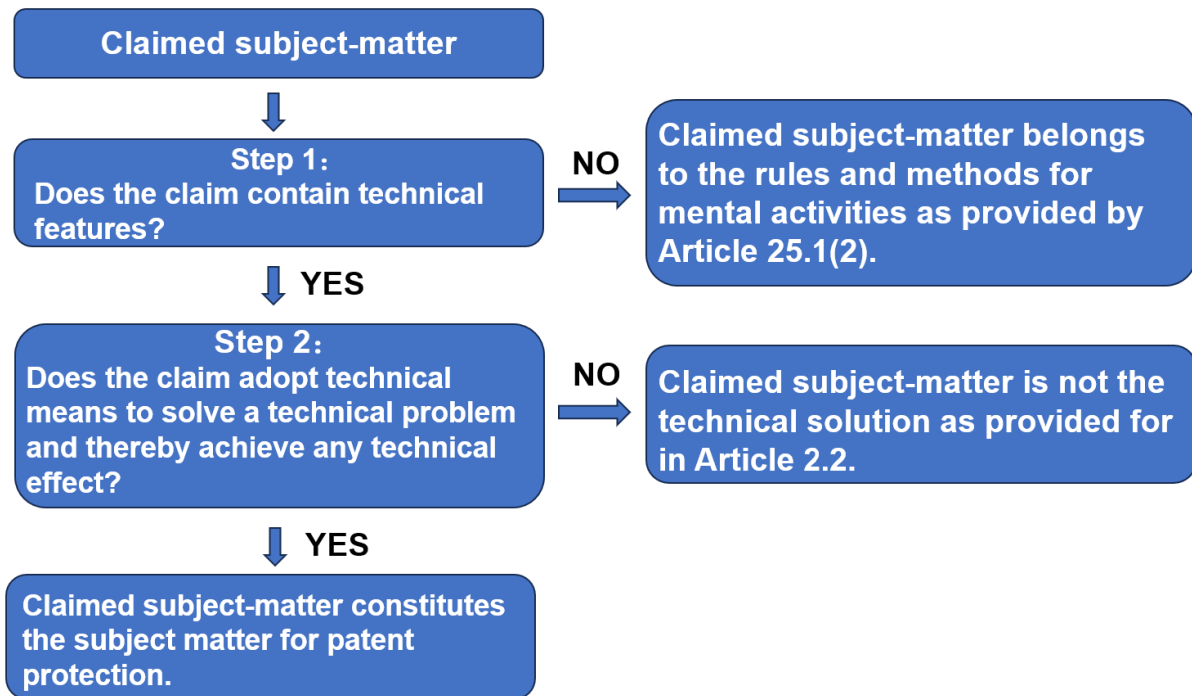 Claimed subject-matter
Step 1：
Does the claim contain technical
features?
NO
Claimed subject-matter belongs
to the rules and methods for
mental activities as provided by
Article 25.1(2).
YES
Step 2：
Does the claim adopt technical
means to solve a technical problem
and thereby achieve any technical
effect?
NO
Claimed subject-matter is not the
technical solution as provided for
in Article 2.2.
YES
Claimed subject-matter constitutes
the subject matter for patent
protection.